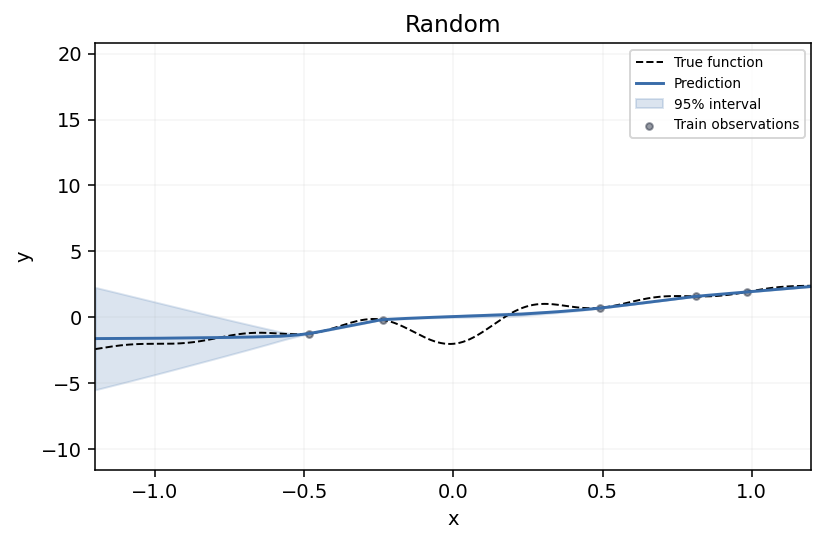 Random
True function
Prediction
95% interval
Train observations
y
20
15
10
5
0
−5
−10
−1.0 −0.5 0.0 0.5 1.0
x